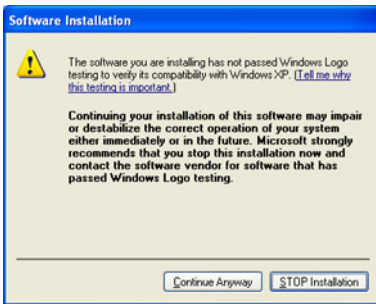 Software Installation
The software you are installing has not passed Windows Logo
testing to verify its compatibility with Windows XP. (Tell me why
this testing is important.)
Continuing your installation of this software may impair
or destabilize the correct operation of your system
either immediately or in the future. Microsoft strongly
recommends that you stop this installation now and
contact the software vendor for software that has
passed Windows Logo testing.
Continue Anyway
STOP Installation